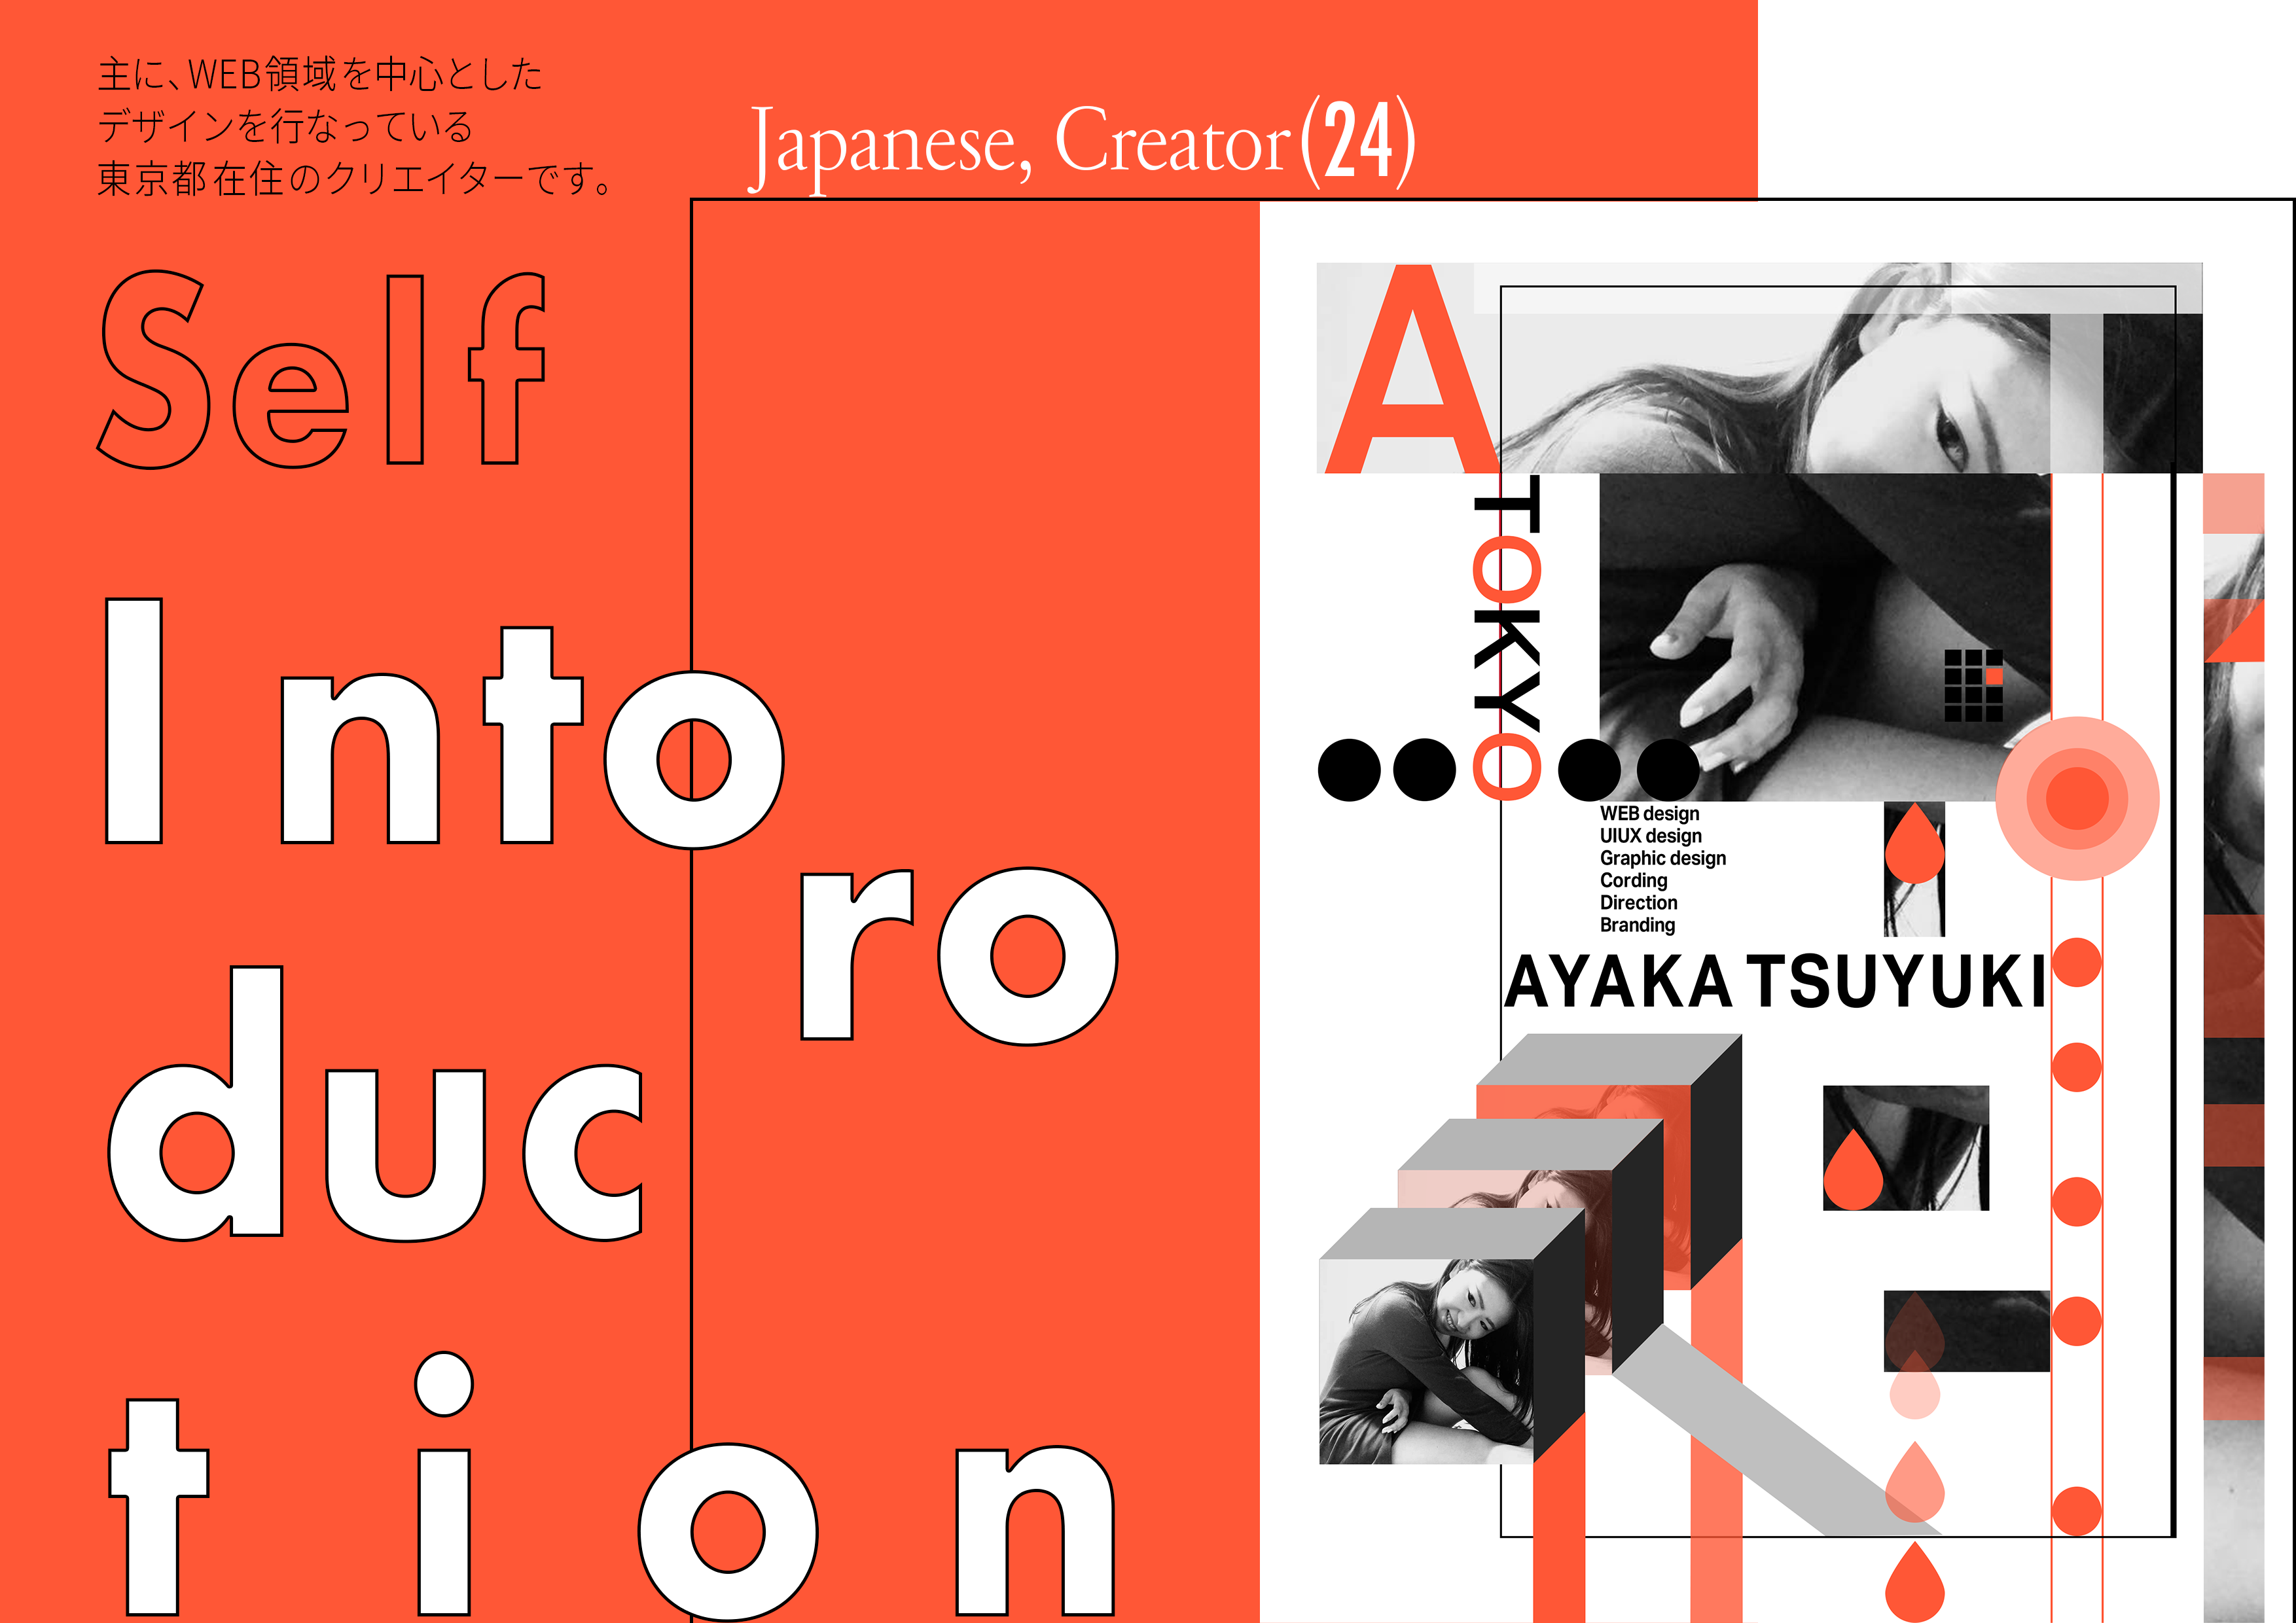 主に、WEB領域を中心とした
デザインを行なっている
東京都在住のクリエイターです。
Japanese, Creator(24)
Self
Into
ro
duc
tion
A
TOKYO
WEB design
UIUX design
Graphic design
Cording
Direction
Branding
AYAKA TSUYUKI